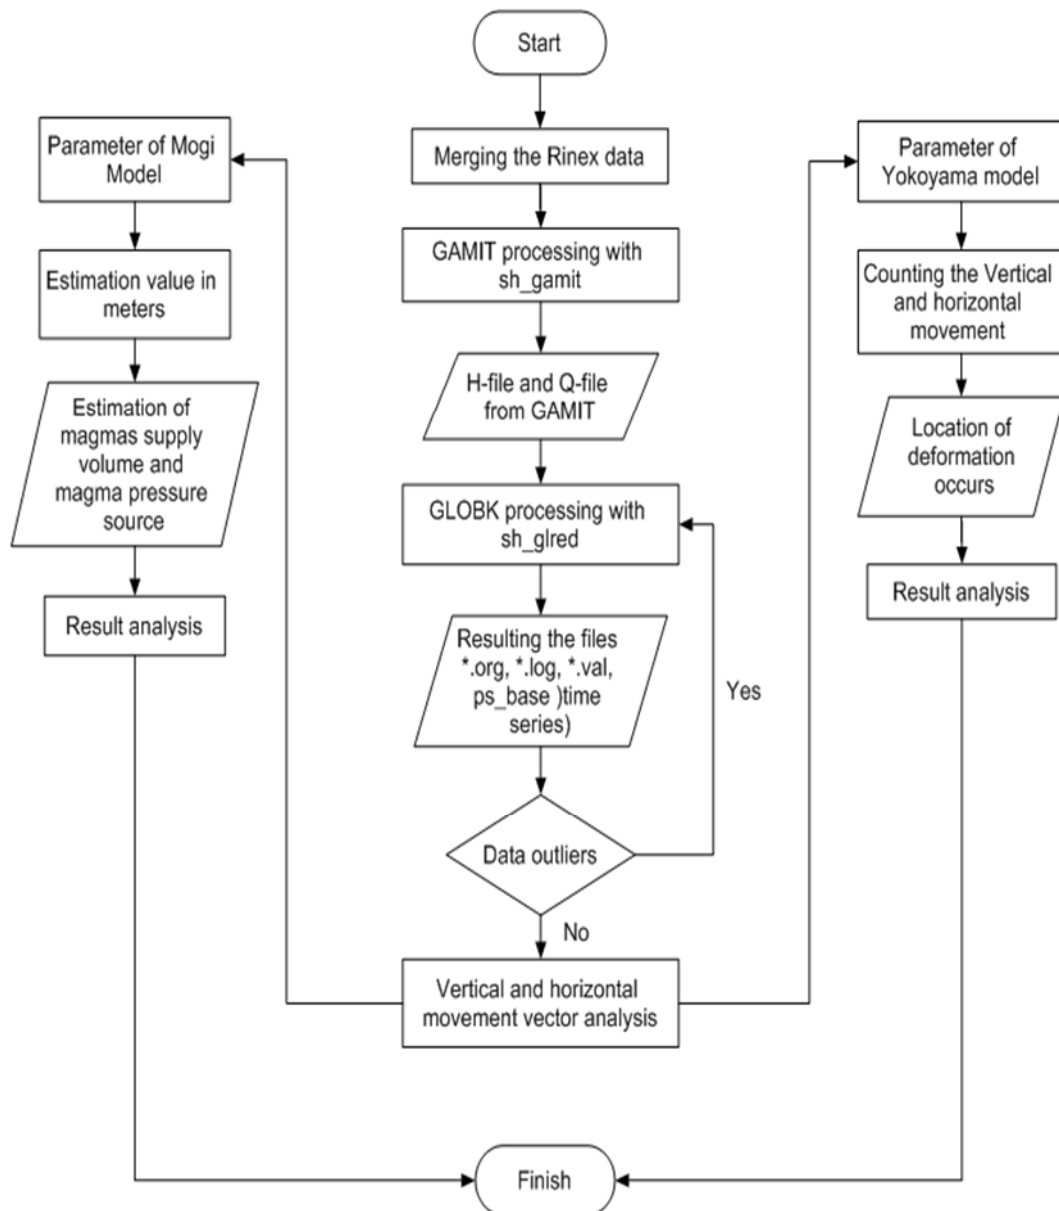 Start
Merging the Rinex data
GAMIT processing with
sh_gamit
H-file and Q-file
from GAMIT
GLOBK processing with
sh_glred
Resulting the files
*.org, *.log, *.val,
ps_base )time
series)
Data outliers
Yes
No
Vertical and horizontal
movement vector analysis
Parameter of Mogi
Model
Estimation value in
meters
Estimation of
magmas supply
volume and
magma pressure
source
Result analysis
Parameter of
Yokoyama model
Counting the Vertical
and horizontal
movement
Location of
deformation
occurs
Result analysis
Finish